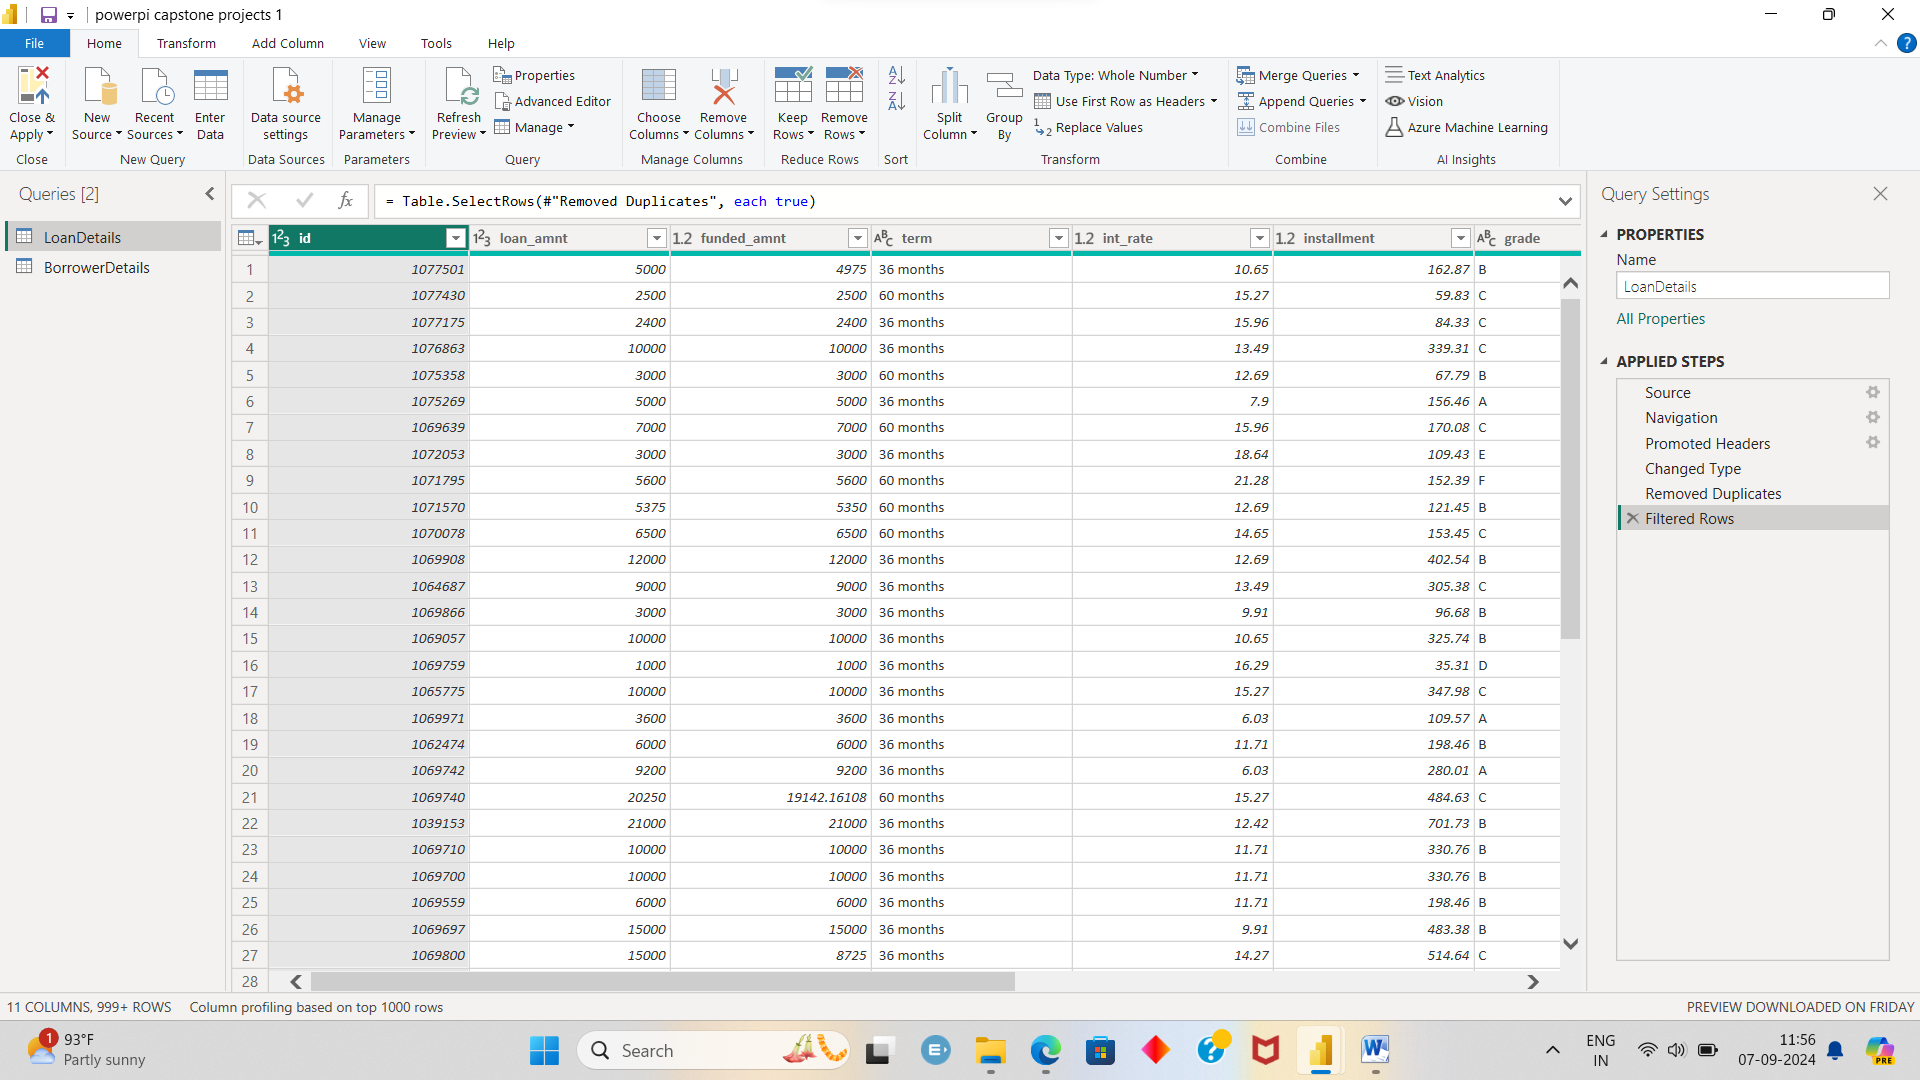 powerpi capstone projects 1
File Home Transform Add Column View Tools Help
Close & Apply
New Source
Recent Sources
Enter Data
Data source settings
Manage Parameters
Refresh Preview
Properties
Advanced Editor
Manage
Choose Columns
Remove Columns
Keep Rows
Remove Rows
Split Column
Group By
Data Type: Whole Number
Use First Row as Headers
Replace Values
Merge Queries
Append Queries
Combine Files
Text Analytics
Vision
Azure Machine Learning
Close New Query Data Sources Parameters Query Manage Columns Reduce Rows Sort Transform Combine AI Insights
Queries [2]
LoanDetails
BorrowerDetails
fx = Table.SelectRows(#"Removed Duplicates", each true)
123 id 123 loan_amnt 1.2 funded_amnt ABC term 1.2 int_rate 1.2 installment ABC grade
1 1077501 5000 4975 36 months 10.65 162.87 B
2 1077430 2500 2500 60 months 15.27 59.83 C
3 1077175 2400 2400 36 months 15.96 84.33 C
4 1076863 10000 10000 36 months 13.49 339.31 C
5 1075358 3000 3000 60 months 12.69 67.79 B
6 1075269 5000 5000 36 months 7.9 156.46 A
7 1069639 7000 7000 60 months 15.96 170.08 C
8 1072053 3000 3000 36 months 18.64 109.43 E
9 1071795 5600 5600 60 months 21.28 152.39 F
10 1071570 5375 5350 60 months 12.69 121.45 B
11 1070078 6500 6500 60 months 14.65 153.45 C
12 1069908 12000 12000 36 months 12.69 402.54 B
13 1064687 9000 9000 36 months 13.49 305.38 C
14 1069866 3000 3000 36 months 9.91 96.68 B
15 1069057 10000 10000 36 months 10.65 325.74 B
16 1069759 1000 1000 36 months 16.29 35.31 D
17 1065775 10000 10000 36 months 15.27 347.98 C
18 1069971 3600 3600 36 months 6.03 109.57 A
19 1062474 6000 6000 36 months 11.71 198.46 B
20 1069742 9200 9200 36 months 6.03 280.01 A
21 1069740 20250 19142.16108 60 months 15.27 484.63 C
22 1039153 21000 21000 36 months 12.42 701.73 B
23 1069710 10000 10000 36 months 11.71 330.76 B
24 1069700 10000 10000 36 months 11.71 330.76 B
25 1069559 6000 6000 36 months 11.71 198.46 B
26 1069697 15000 15000 36 months 9.91 483.38 B
27 1069800 15000 8725 36 months 14.27 514.64 C
28
Query Settings
PROPERTIES
Name
LoanDetails
All Properties
APPLIED STEPS
Source
Navigation
Promoted Headers
Changed Type
Removed Duplicates
Filtered Rows
11 COLUMNS, 999+ ROWS Column profiling based on top 1000 rows PREVIEW DOWNLOADED ON FRIDAY
1 93°F
Partly sunny
Search
ENG
IN
11:56
07-09-2024
PRE